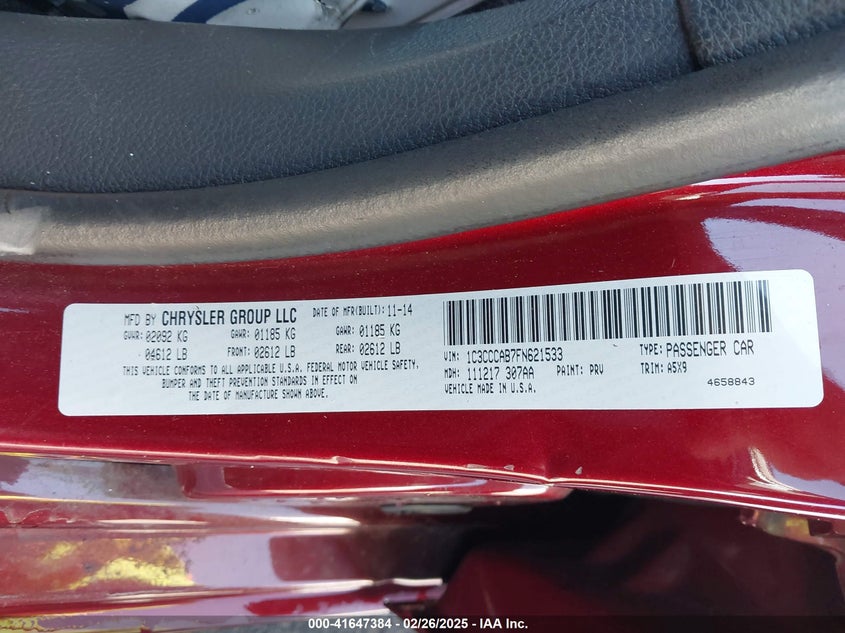 MFD BY CHRYSLER GROUP LLC DATE OF MFR(BUILT): 11-14
GVWR: 02092 KG GAWR: 01185 KG GAWR: 01185 KG
04612 LB FRONT: 02612 LB REAR: 02612 LB
THIS VEHICLE CONFORMS TO ALL APPLICABLE U.S.A. FEDERAL MOTOR VEHICLE SAFETY,
BUMPER AND THEFT PREVENTION STANDARDS IN EFFECT ON
THE DATE OF MANUFACTURE SHOWN ABOVE.
VIN: 1C3CCCAB7FN621533 TYPE: PASSENGER CAR
MDH: 111217 307AA PAINT: PRV TRIM: A5X9
VEHICLE MADE IN U.S.A. 4658843
000-41647384 - 02/26/2025 - IAA Inc.